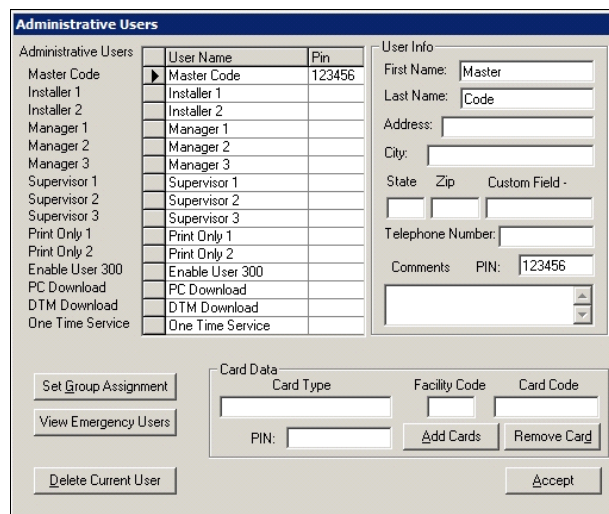 Administrative Users
Administrative Users
Master Code
Installer 1
Installer 2
Manager 1
Manager 2
Manager 3
Supervisor 1
Supervisor 2
Supervisor 3
Print Only 1
Print Only 2
Enable User 300
PC Download
DTM Download
One Time Service
User Name Pin
Master Code 123456
Installer 1
Installer 2
Manager 1
Manager 2
Manager 3
Supervisor 1
Supervisor 2
Supervisor 3
Print Only 1
Print Only 2
Enable User 300
PC Download
DTM Download
One Time Service
User Info
First Name: Master
Last Name: Code
Address:
City:
State Zip Custom Field -
Telephone Number:
Comments PIN: 123456
Set Group Assignment
View Emergency Users
Delete Current User
Card Data
Card Type Facility Code Card Code
PIN: Add Cards Remove Card
Accept